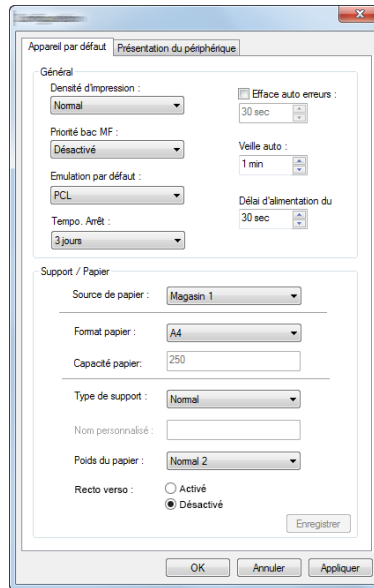 Appareil par défaut Présentation du périphérique
Général
Densité d'impression :
Normal
Efface auto erreurs :
30 sec
Priorité bac MF :
Désactivé
Veille auto :
1 min
Emulation par défaut :
PCL
Délai d'alimentation du
30 sec
Tempo. Arrêt :
3 jours
Support / Papier
Source de papier : Magasin 1
Format papier : A4
Capacité papier: 250
Type de support : Normal
Nom personnalisé :
Poids du papier : Normal 2
Recto verso : Activé
Désactivé
Enregistrer
OK Annuler Appliquer